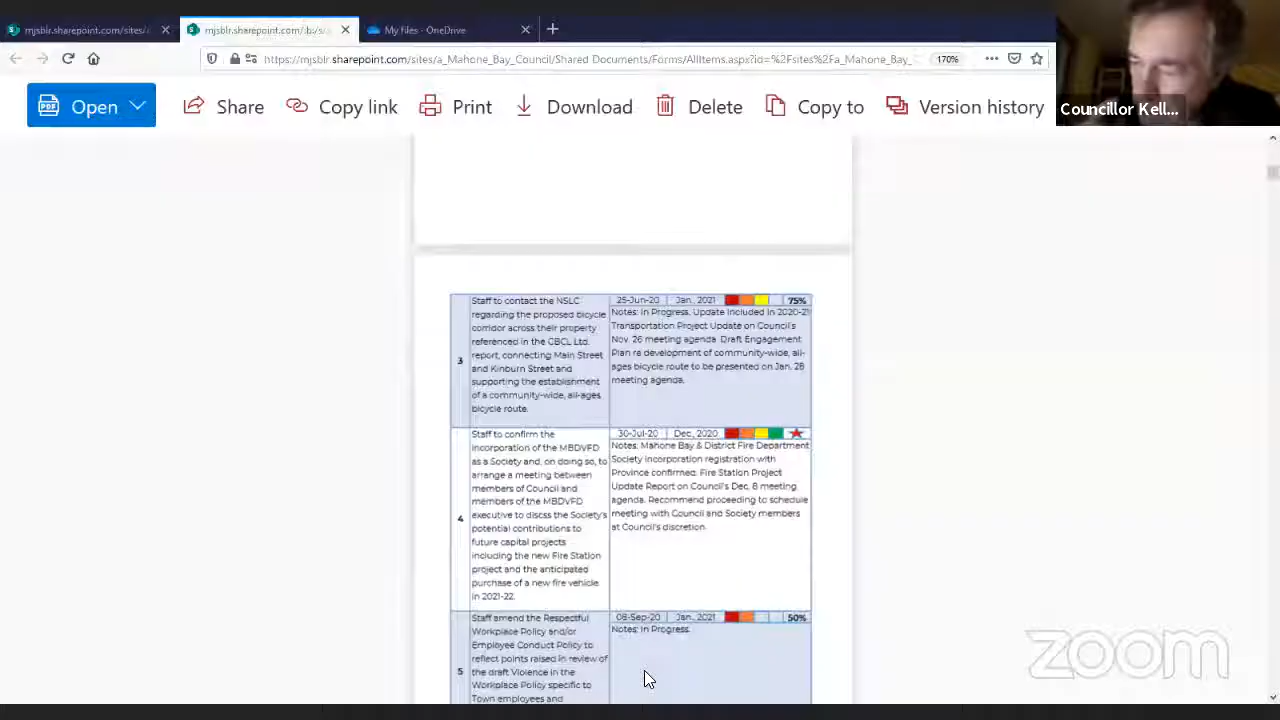 mjsblr.sharepoint.com/sites/
mjsblr.sharepoint.com/:b:/s/
My files - OneDrive
https://mjsblr.sharepoint.com/sites/a_Mahone_Bay_Council/Shared Documents/Forms/AllItems.aspx?id=%2Fsites%2Fa_Mahone_Bay_
170%
Open
Share
Copy link
Print
Download
Delete
Copy to
Version history
Councillor Kell...
3
Staff to contact the NSLC
regarding the proposed bicycle
corridor across their property
referenced in the CBCL Ltd.
report, connecting Main Street
and Kinburn Street and
supporting the establishment
of a community-wide, all-ages
bicycle route.
25-Jun-20 Jan., 2021 75%
Notes: In Progress. Update included in 2020-21
Transportation Project Update on Council's
Nov. 26 meeting agenda. Draft Engagement
Plan re development of community-wide, all-
ages bicycle route to be presented on Jan. 28
meeting agenda.
4
Staff to confirm the
incorporation of the MBDVFD
as a Society and, on doing so, to
arrange a meeting between
members of Council and
members of the MBDVFD
executive to discss the Society's
potential contributions to
future capital projects
including the new Fire Station
project and the anticipated
purchase of a new fire vehicle
in 2021-22.
30-Jul-20 Dec., 2020
Notes: Mahone Bay & District Fire Department
Society incorporation registration with
Province confirmed. Fire Station Project
Update Report on Council's Dec. 8 meeting
agenda. Recommend proceeding to schedule
meeting with Council and Society members
at Council's discretion.
5
Staff amend the Respectful
Workplace Policy and/or
Employee Conduct Policy to
reflect points raised in review of
the draft Violence in the
Workplace Policy specific to
Town employees and
08-Sep-20 Jan., 2021 50%
Notes: In Progress.
zoom